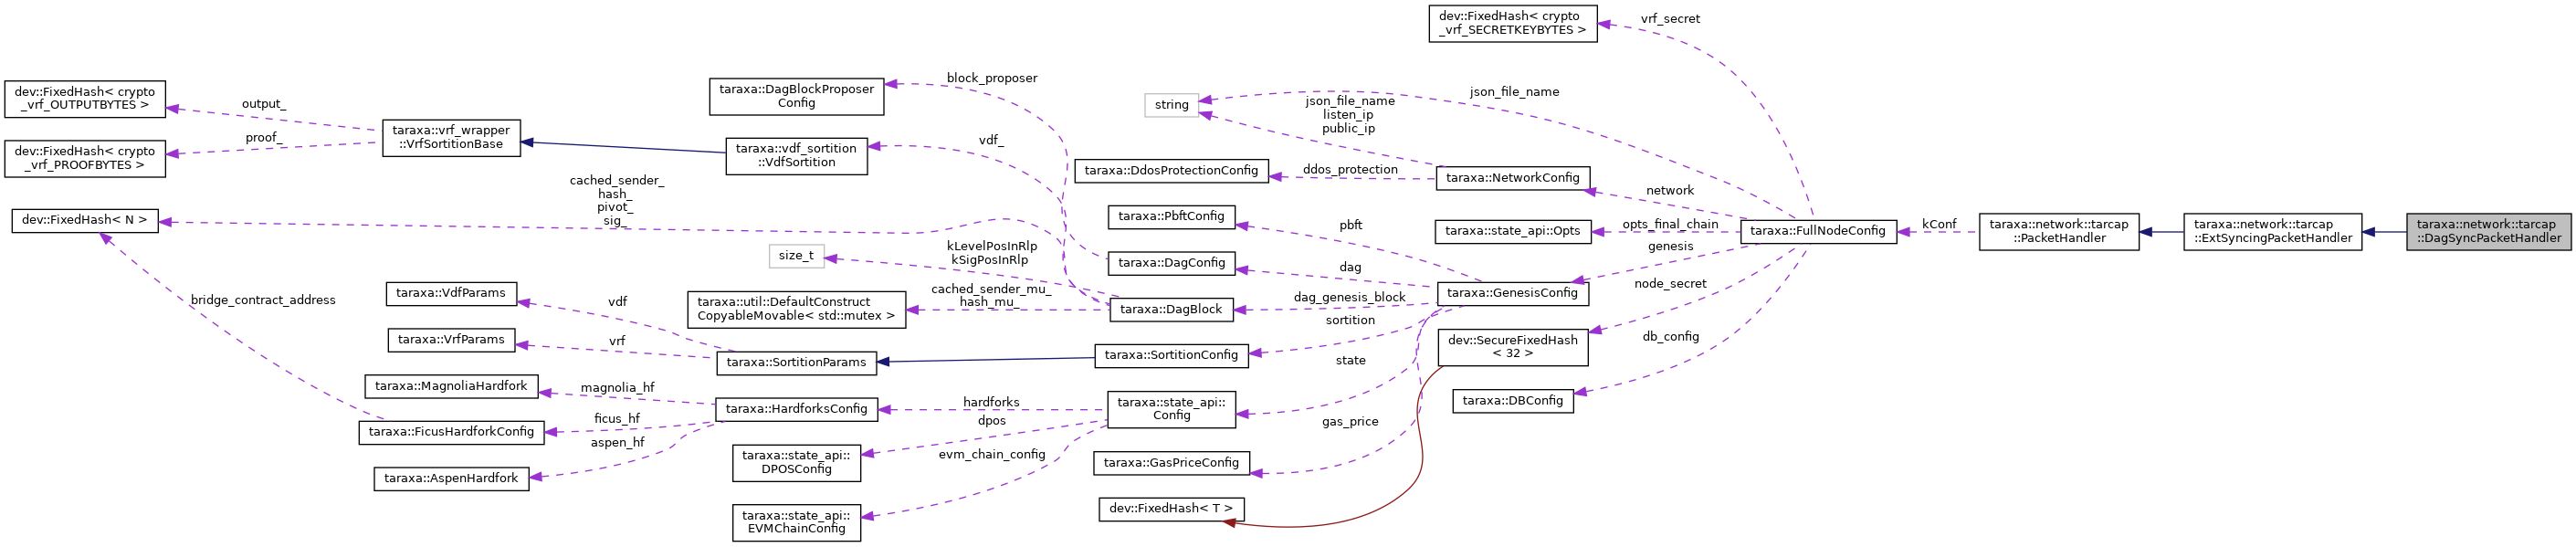 dev::FixedHash< crypto
_vrf_SECRETKEYBYTES >
vrf_secret
dev::FixedHash< crypto
_vrf_OUTPUTBYTES >
output_
dev::FixedHash< crypto
_vrf_PROOFBYTES >
proof_
taraxa::vrf_wrapper
::VrfSortitionBase
taraxa::DagBlockProposer
Config
block_proposer
taraxa::vdf_sortition
::VdfSortition
vdf_
string
json_file_name
json_file_name
listen_ip
public_ip
taraxa::DdosProtectionConfig
ddos_protection
taraxa::NetworkConfig
network
cached_sender_
hash_
pivot_
sig_
dev::FixedHash< N >
taraxa::PbftConfig
pbft
taraxa::state_api::Opts
opts_final_chain
taraxa::FullNodeConfig
kConf
taraxa::network::tarcap
::PacketHandler
taraxa::network::tarcap
::ExtSyncingPacketHandler
taraxa::network::tarcap
::DagSyncPacketHandler
size_t
kLevelPosInRlp
kSigPosInRlp
taraxa::DagConfig
dag
genesis
bridge_contract_address
taraxa::VdfParams
vdf
taraxa::util::DefaultConstruct
CopyableMovable< std::mutex >
cached_sender_mu_
hash_mu_
taraxa::DagBlock
dag_genesis_block
taraxa::GenesisConfig
node_secret
taraxa::VrfParams
vrf
taraxa::SortitionParams
taraxa::SortitionConfig
sortition
dev::SecureFixedHash
< 32 >
db_config
taraxa::MagnoliaHardfork
magnolia_hf
taraxa::HardforksConfig
hardforks
taraxa::state_api::
Config
state
taraxa::DBConfig
taraxa::FicusHardforkConfig
ficus_hf
aspen_hf
taraxa::AspenHardfork
taraxa::state_api::
DPOSConfig
dpos
evm_chain_config
taraxa::GasPriceConfig
gas_price
taraxa::state_api::
EVMChainConfig
dev::FixedHash< T >